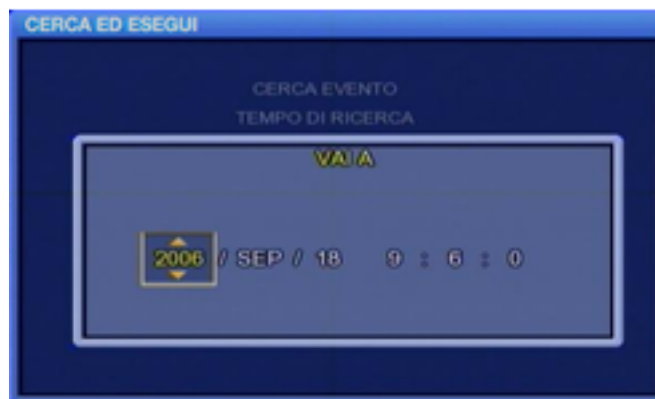 CERCA ED ESEGUI
CERCA EVENTO
TEMPO DI RICERCA
VAI A
2006 / SEP / 18 9 : 6 : 0